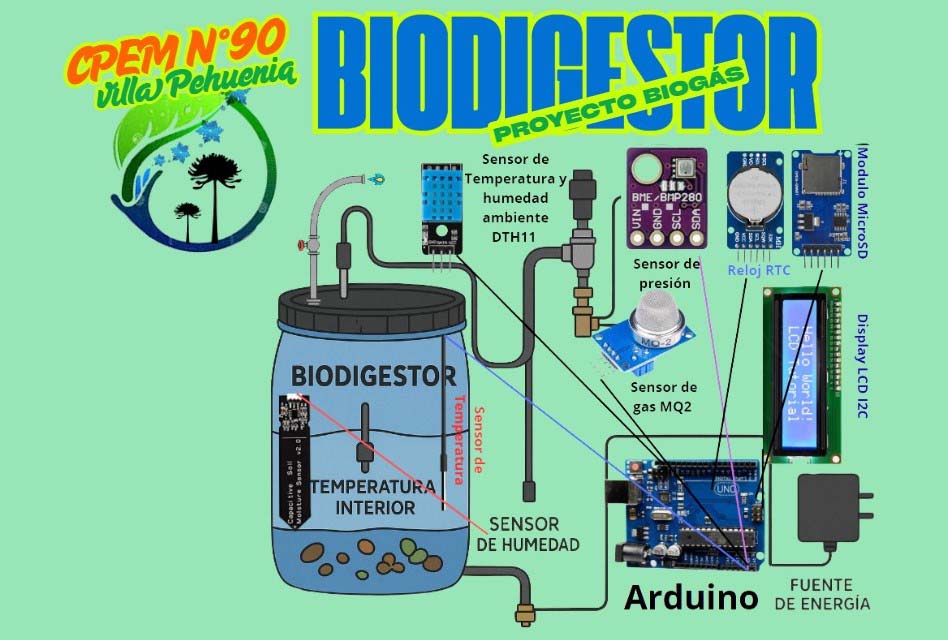 CPEM N°90
Villa Pehuenia
BIODIGESTOR
PROYECTO BIOGÁS
Sensor de
Temperatura y
humedad
ambiente
DTH11
BME/BMP280
VIN
GND
SCL
SDA
Sensor de
presión
Reloj RTC
Modulo MicroSD
MQ-2
Sensor de
gas MQ2
Hello World!
LCD Tutorial
Display LCD I2C
BIODIGESTOR
Sensor de
Temperatura
Capacitive Soil
Moisture Sensor v2.0
TEMPERATURA
INTERIOR
SENSOR
DE HUMEDAD
UNO
Arduino
FUENTE
DE ENERGÍA